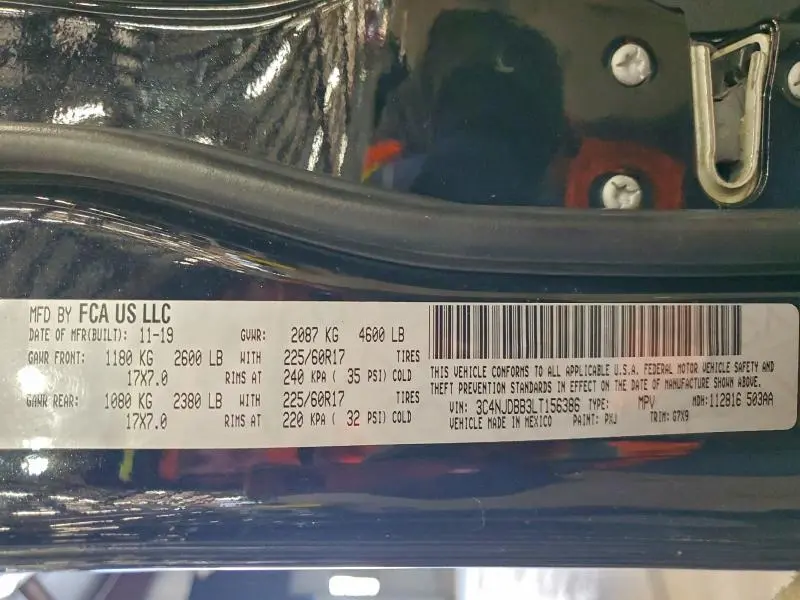 MFD BY FCA US LLC
DATE OF MFR(BUILT): 11-19 GVWR: 2087 KG 4600 LB
GAWR FRONT: 1180 KG 2600 LB WITH 225/60R17 TIRES
17X7.0 RIMS AT 240 KPA ( 35 PSI) COLD
GAWR REAR: 1080 KG 2380 LB WITH 225/60R17 TIRES
17X7.0 RIMS AT 220 KPA ( 32 PSI) COLD
THIS VEHICLE CONFORMS TO ALL APPLICABLE U.S.A. FEDERAL MOTOR VEHICLE SAFETY AND
THEFT PREVENTION STANDARDS IN EFFECT ON THE DATE OF MANUFACTURE SHOWN ABOVE.
VIN: 3C4NJDBB3LT156386 TYPE: MPV MDH: 112816 503AA
VEHICLE MADE IN MEXICO PAINT: PXJ TRIM: G7X9